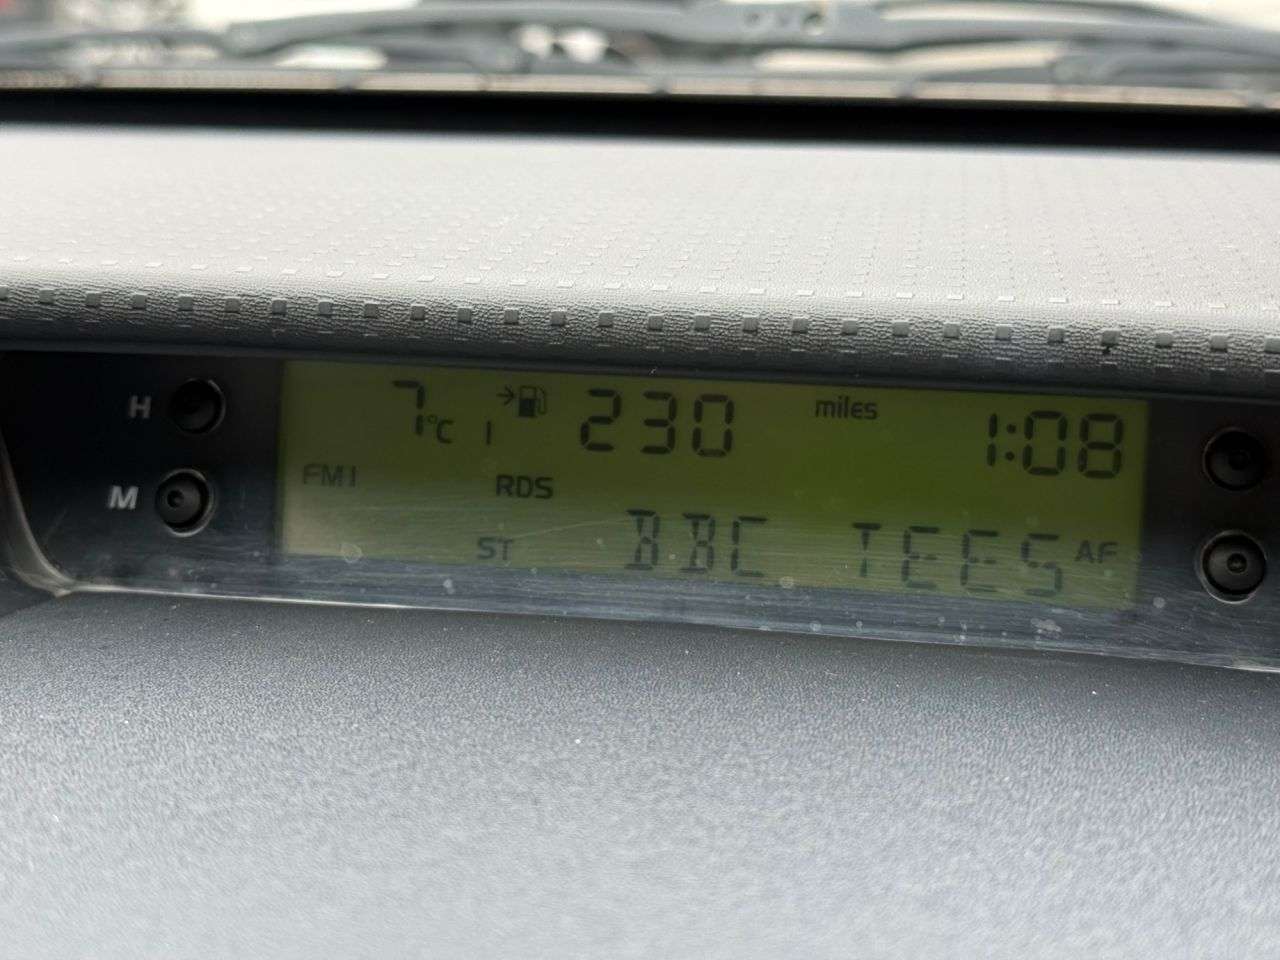 H 7°C 1 230 miles 1:08
M FM1 RDS
ST BBC TEES AF